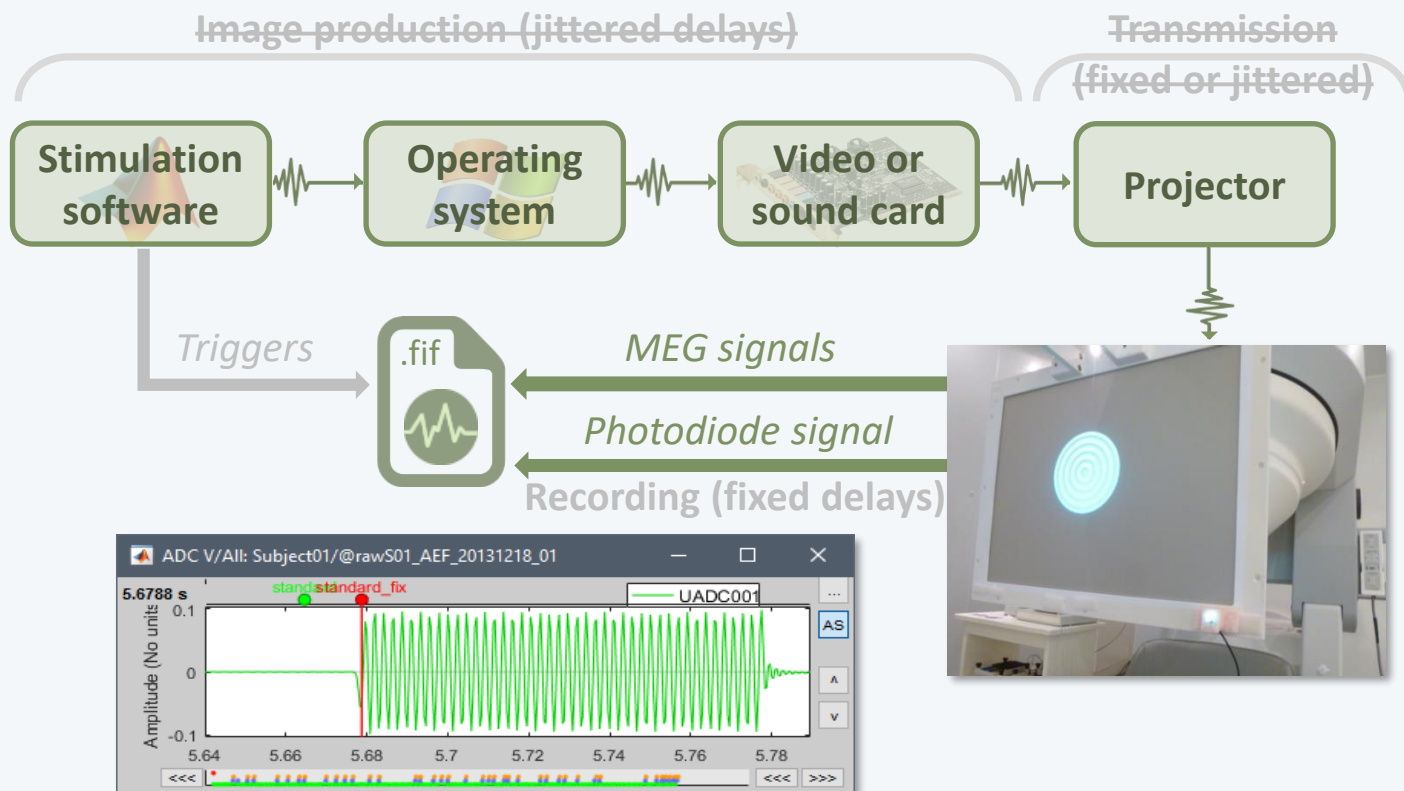 Image production (jittered delays)
Transmission
(fixed or jittered)
Stimulation
software
Operating
system
Video or
sound card
Projector
Triggers
.fif
MEG signals
Photodiode signal
Recording (fixed delays)
ADC V/All: Subject01/@rawS01_AEF_20131218_01
5.6788 s
standard_fix
UADC001
...
AS
Amplitude (No units
0.1
0
-0.1
^
v
5.64 5.66 5.68 5.7 5.72 5.74 5.76 5.78
<<<
<<<
>>>